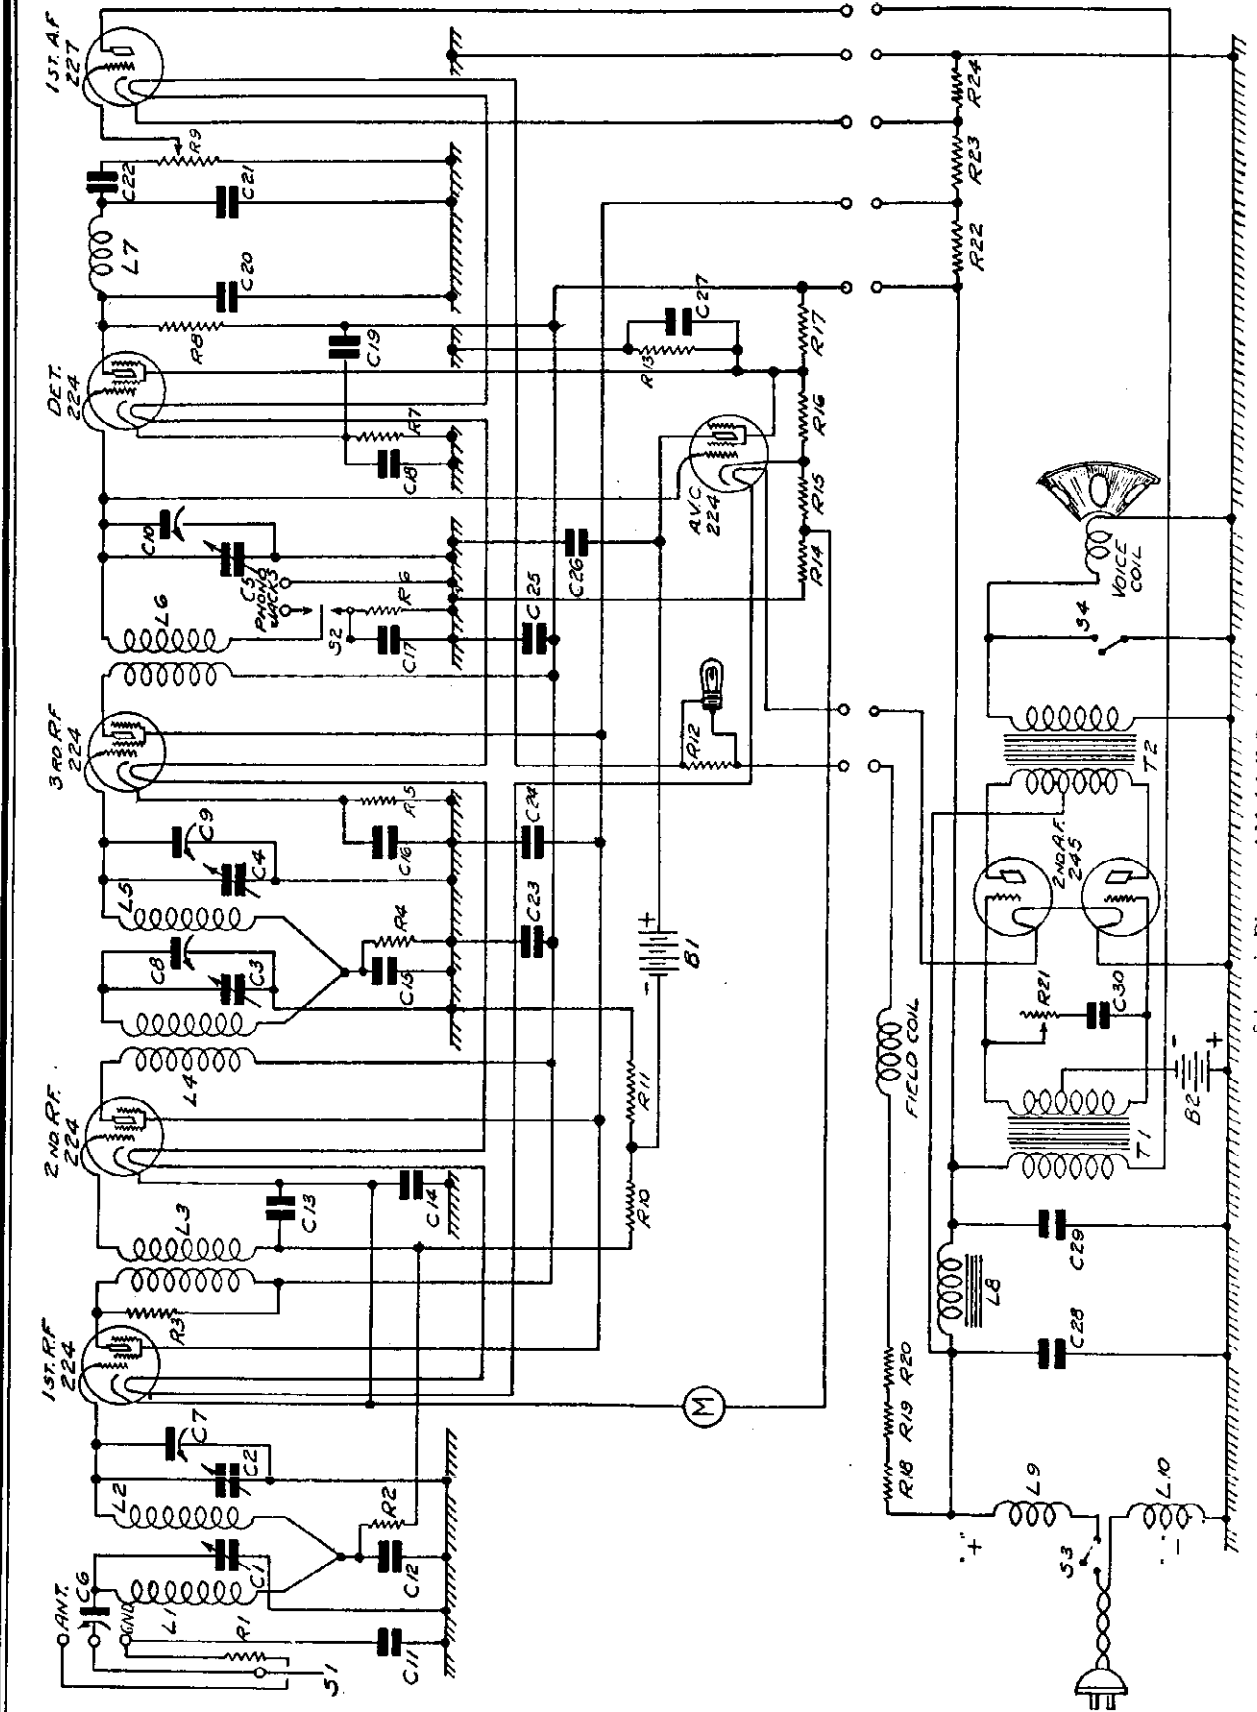 1ST. R.F
224
2ND. R.F.
224
3RD R.F
224
DET.
224
1ST. A.F
227
ANT.
C6
GND
L1
C1
R1
S1
C11
L2
C7
C2
R2
C12
R3
L3
C13
C14
L4
C8
C3
L5
C9
C4
C15
R4
C16
R5
L6
C10
C5
PHONO
JACKS
S2
C17
R6
C18
R7
C19
R8
C20
L7
C21
C22
R9
R10
R11
B1
-
+
C23
C24
C25
C26
R12
A.V.C.
224
R13
C27
R14
R15
R16
R17
M
R18
R19
R20
FIELD COIL
R22
R23
R24
"+"
L9
S3
L10
"-"
L8
C28
C29
T1
B2
-
+
R21
C30
2ND A.F.
245
T2
S4
VOICE
COIL